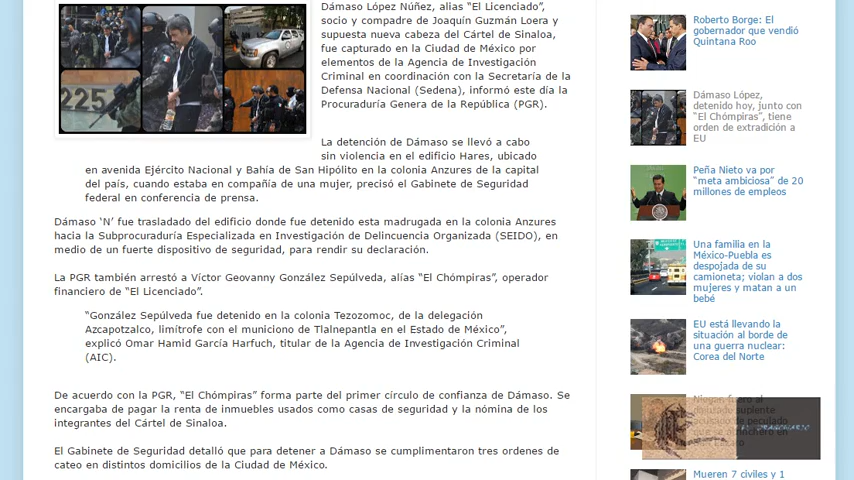 Dámaso López Núñez, alias “El Licenciado”,
socio y compadre de Joaquín Guzmán Loera y
supuesta nueva cabeza del Cártel de Sinaloa,
fue capturado en la Ciudad de México por
elementos de la Agencia de Investigación
Criminal en coordinación con la Secretaría de la
Defensa Nacional (Sedena), informó este día la
Procuraduría Genera de la República (PGR).
La detención de Dámaso se llevó a cabo
sin violencia en el edificio Hares, ubicado
en avenida Ejército Nacional y Bahía de San Hipólito en la colonia Anzures de la capital
del país, cuando estaba en compañía de una mujer, precisó el Gabinete de Seguridad
federal en conferencia de prensa.
Dámaso ‘N’ fue trasladado del edificio donde fue detenido esta madrugada en la colonia Anzures
hacia la Subprocuraduría Especializada en Investigación de Delincuencia Organizada (SEIDO), en
medio de un fuerte dispositivo de seguridad, para rendir su declaración.
La PGR también arrestó a Víctor Geovanny González Sepúlveda, alías “El Chómpiras”, operador
financiero de “El Licenciado”.
“González Sepúlveda fue detenido en la colonia Tezozomoc, de la delegación
Azcapotzalco, limítrofe con el municiono de Tlalnepantla en el Estado de México”,
explicó Omar Hamid García Harfuch, titular de la Agencia de Investigación Criminal
(AIC).
De acuerdo con la PGR, “El Chómpiras” forma parte del primer círculo de confianza de Dámaso. Se
encargaba de pagar la renta de inmuebles usados como casas de seguridad y la nómina de los
integrantes del Cártel de Sinaloa.
El Gabinete de Seguridad detalló que para detener a Dámaso se cumplimentaron tres ordenes de
cateo en distintos domicilios de la Ciudad de México.
225
Roberto Borge: El
gobernador que vendió
Quintana Roo
Dámaso López,
detenido hoy, junto con
“El Chómpiras”, tiene
orden de extradición a
EU
Peña Nieto va por
“meta ambiciosa” de 20
millones de empleos
Una familia en la
México-Puebla es
despojada de su
camioneta; violan a dos
mujeres y matan a un
bebé
EU está llevando la
situación al borde de
una guerra nuclear:
Corea del Norte
fuero al
diputado suplente
acusado de peculado
Mueren 7 civiles y 1